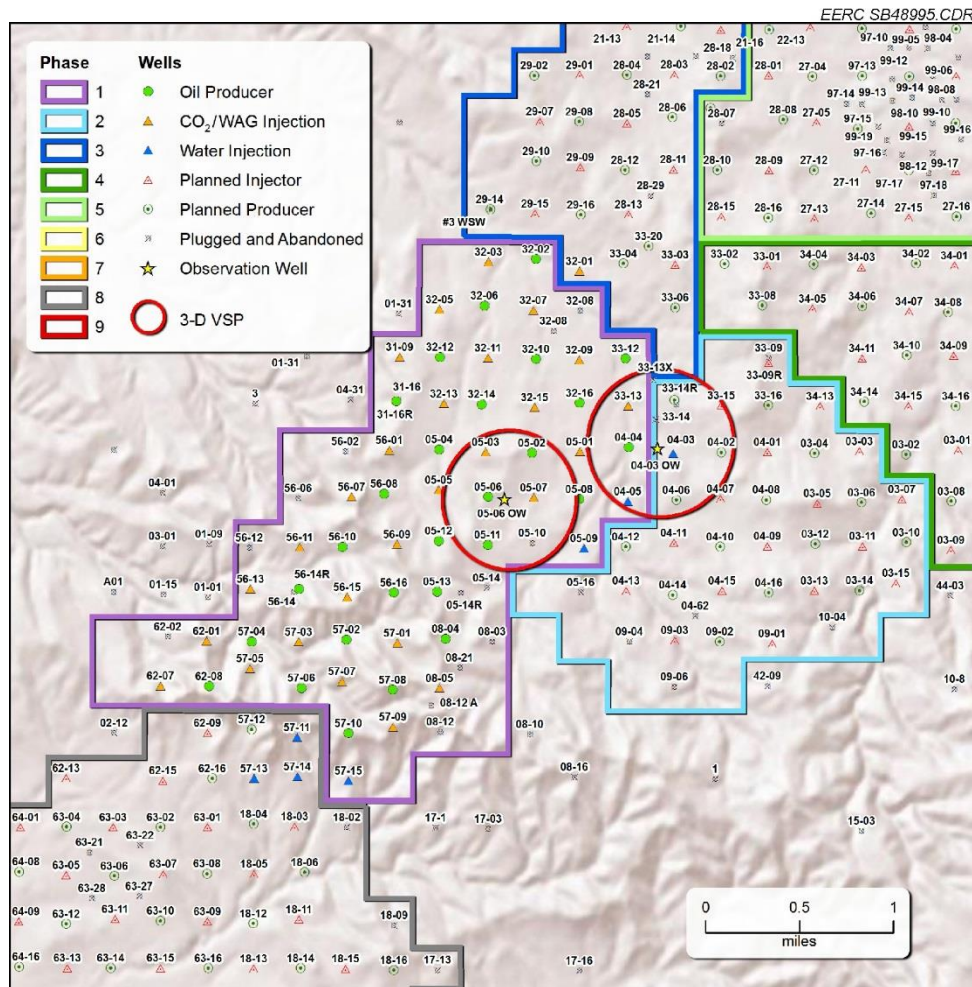 EERC SB48995.CDR
Phase Wells
1 Oil Producer
2 CO2/WAG Injection
3 Water Injection
4 Planned Injector
5 Planned Producer
6 Plugged and Abandoned
7 Observation Well
8
9 3-D VSP
21-13 21-14 28-18 21-16 22-13 97-10 99-05 98-04
29-02 29-01 28-04 28-03 28-02 28-01 27-04 97-13 99-12 99-06
28-21 97-14 99-13 99-14 98-08
29-07 29-08 28-05 28-06 28-07 28-08 27-05 97-15 98-10 99-10
99-19 99-15 99-16
29-10 29-09 28-12 28-11 28-10 28-09 27-12 97-16 98-12 99-17
28-29 27-11 97-17 97-18
29-14 29-15 29-16 28-13 28-15 28-16 28-13 27-14 27-15 97-16
#3 WSW
33-20
32-03 32-02 32-01 33-04 33-03 33-02 33-01 34-04 34-03 34-02 34-01
01-31 32-05 32-06 32-07 32-08 33-06 33-08 34-05 34-06 34-07 34-08
32-08
01-31 31-09 32-12 32-11 32-10 32-09 33-12 33-09 34-11 34-10 34-09
33-13X 33-09R
3 04-31 31-16 32-13 32-14 32-15 32-16 33-13 33-14R 33-15 33-16 34-13 34-14 34-15 34-16
31-16R 33-14
56-02 56-01 05-04 05-03 05-02 05-01 04-04 04-03 04-02 04-01 03-04 03-03 03-02 03-01
04-03 OW
04-01 56-06 56-07 56-08 05-05 05-06 05-07 05-08 04-05 04-06 04-07 04-08 03-05 03-06 03-07 03-08
05-06 OW
03-01 01-09 56-12 56-11 56-10 56-09 05-12 05-11 05-10 05-09 04-12 04-11 04-10 04-09 03-12 03-11 03-10 03-09
A01 01-15 01-01 56-13 56-14R 56-15 56-16 05-13 05-14 05-16 04-13 04-14 04-15 04-16 03-13 03-14 03-15 44-03
56-14 05-14R 04-62
62-02 62-01 57-04 57-03 57-02 57-01 08-04 08-03 09-04 09-03 09-02 09-01 10-04
57-05 08-21
62-07 62-08 57-06 57-07 57-08 08-05 09-06 42-09 10-8
08-12 A
02-12 62-09 57-12 57-11 57-10 57-09 08-12 08-10
62-13 62-15 62-16 57-13 57-14 57-15 08-16 1
64-01 63-04 63-03 63-02 63-01 18-04 18-03 18-02 17-1 17-03 15-03
63-21 63-22
64-08 63-05 63-06 63-07 63-08 18-05 18-06
63-28 63-27
64-09 63-12 63-11 63-10 63-09 18-12 18-11 18-09
64-16 63-13 63-14 63-15 63-16 18-13 18-14 18-15 18-16 17-13 17-16
0 0.5 1
miles